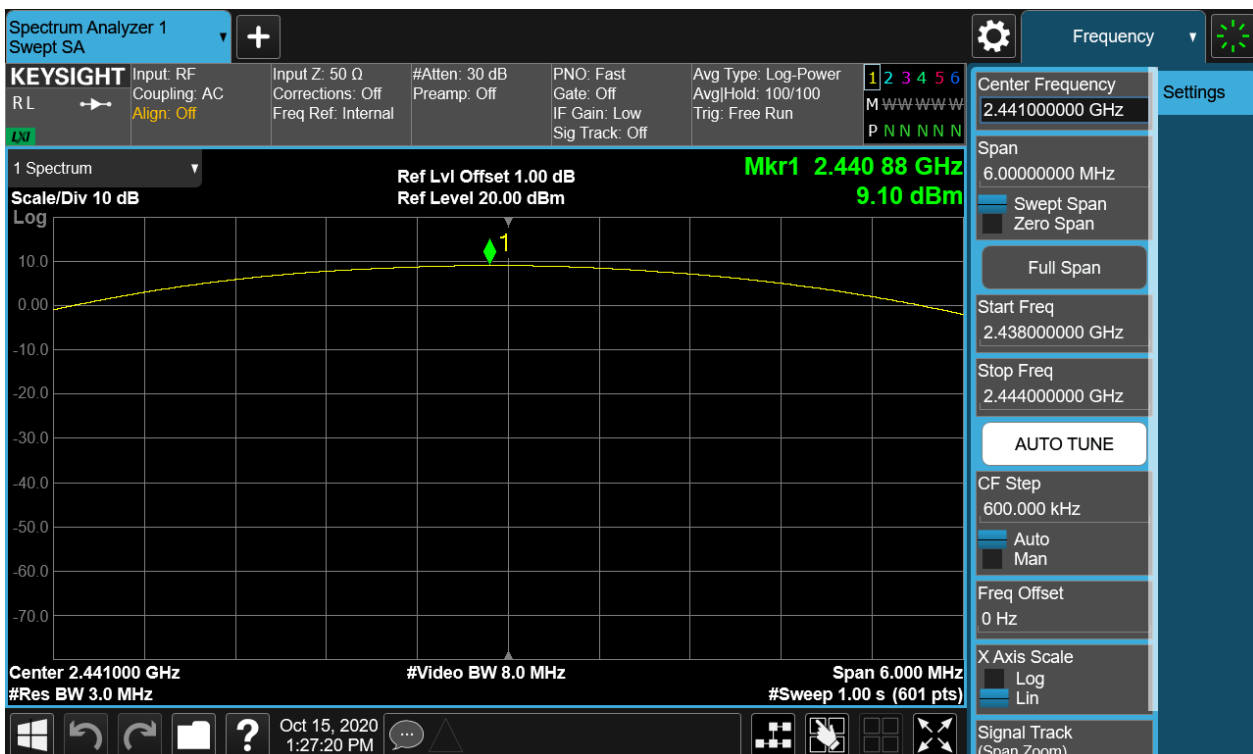 Spectrum Analyzer 1
Swept SA
Frequency
KEYSIGHT
R L
LXI
Input: RF
Coupling: AC
Align: Off
Input Z: 50 Ω
Corrections: Off
Freq Ref: Internal
#Atten: 30 dB
Preamp: Off
PNO: Fast
Gate: Off
IF Gain: Low
Sig Track: Off
Avg Type: Log-Power
Avg|Hold: 100/100
Trig: Free Run
1 2 3 4 5 6
M W W W W W
P N N N N N
1 Spectrum
Scale/Div 10 dB
Log
Ref Lvl Offset 1.00 dB
Ref Level 20.00 dBm
Mkr1 2.440 88 GHz
9.10 dBm
1
10.0
0.00
-10.0
-20.0
-30.0
-40.0
-50.0
-60.0
-70.0
Center 2.441000 GHz
#Video BW 8.0 MHz
Span 6.000 MHz
#Res BW 3.0 MHz
#Sweep 1.00 s (601 pts)
Oct 15, 2020
1:27:20 PM
Center Frequency
2.441000000 GHz
Settings
Span
6.00000000 MHz
Swept Span
Zero Span
Full Span
Start Freq
2.438000000 GHz
Stop Freq
2.444000000 GHz
AUTO TUNE
CF Step
600.000 kHz
Auto
Man
Freq Offset
0 Hz
X Axis Scale
Log
Lin
Signal Track
(Span Zoom)